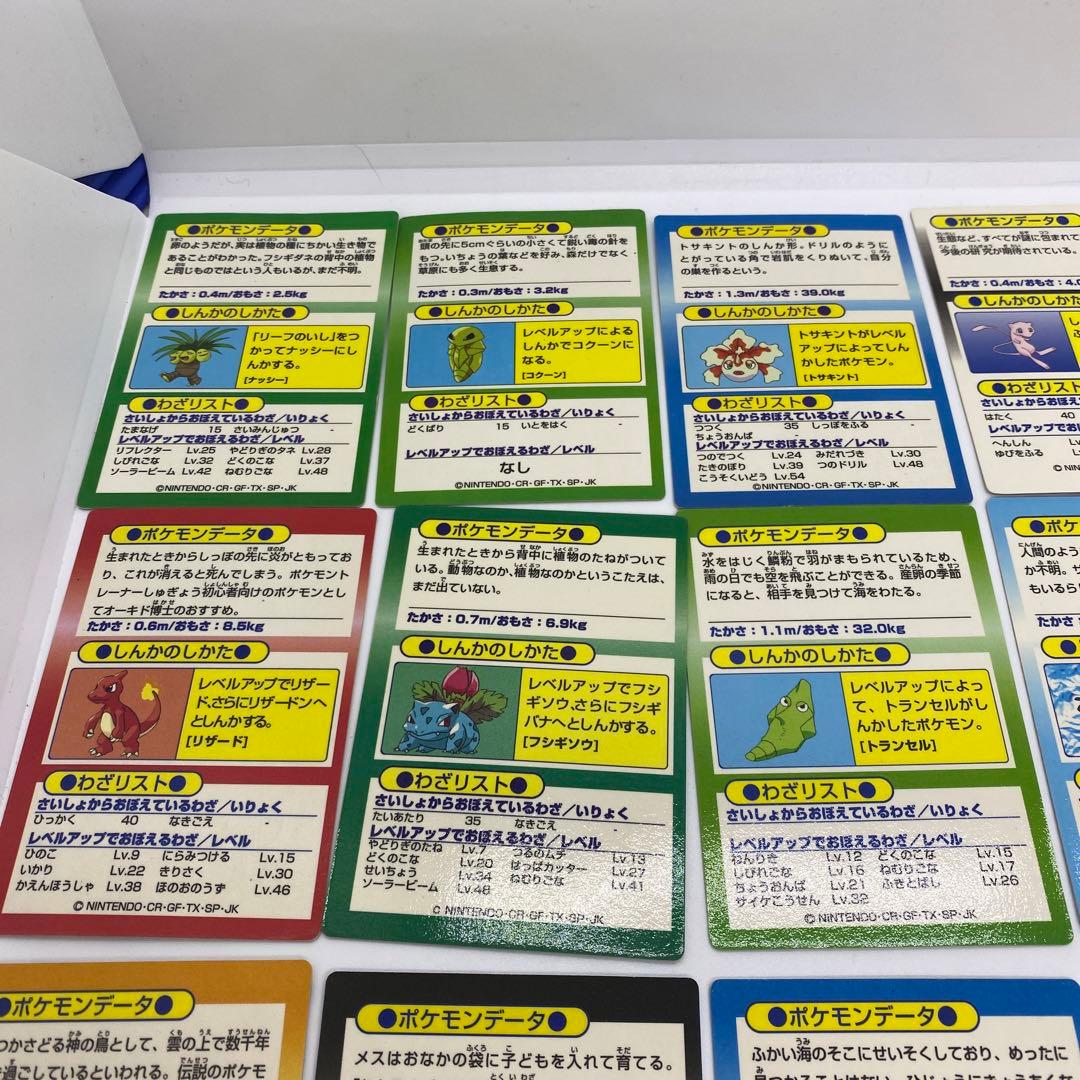 ●ポケモンデータ●
卵のようだが、実は植物の種にちかい生き物で
あることがわかった。フシギダネの背中の植物
と同じものではという人もいるが、まだ不明。
たかさ：0.4m/おもさ：2.5kg
●しんかのしかた●
「リーフのいし」をつ
かってナッシーにし
んかする。
[ナッシー]
●わざリスト●
さいしょからおぼえているわざ/いりょく
たまなげ 15 さいみんじゅつ -
レベルアップでおぼえるわざ/レベル
リフレクター Lv.25 やどりぎのタネ Lv.28
しびれごな Lv.32 どくのこな Lv.37
ソーラービーム Lv.42 ねむりごな Lv.48
©NINTENDO・CR・GF・TX・SP・JK
●ポケモンデータ●
頭の先に5cmぐらいの小さくて鋭い毒の針を
もつ。いちょうの葉などを好み、森だけでなく
草原にも多く生息する。
たかさ：0.3m/おもさ：3.2kg
●しんかのしかた●
レベルアップによる
しんかでコクーンに
なる。
[コクーン]
●わざリスト●
さいしょからおぼえているわざ/いりょく
どくばり 15 いとをはく -
レベルアップでおぼえるわざ/レベル
なし
©NINTENDO・CR・GF・TX・SP・JK
●ポケモンデータ●
トサキントのしんか形。ドリルのように
とがっている角で岩肌をくりぬいて、自分
の巣を作るという。
たかさ：1.3m/おもさ：39.0kg
●しんかのしかた●
トサキントがレベル
アップによってしん
かしたポケモン。
[トサキント]
●わざリスト●
さいしょからおぼえているわざ/いりょく
つつく 35 しっぽをふる -
ちょうおんぱ -
レベルアップでおぼえるわざ/レベル
つのでつく Lv.24 みだれづき Lv.30
たきのぼり Lv.39 つのドリル Lv.48
こうそくいどう Lv.54
©NINTENDO・CR・GF・TX・SP・JK
●ポケモンデータ
生態など、すべてが謎に包まれて
今後の研究が期待されている。
たかさ：0.4m/おもさ：4.0
●しんかのしかた
●わざリスト
さいしょからおぼえているわざ
はたく 40
レベルアップでおぼえるわざ
へんしん
ゆびをふる
©NINTENDO・C
●ポケモンデータ●
生まれたときからしっぽの先に炎がともってお
り、これが消えると死んでしまう。ポケモント
レーナーしゅぎょう初心者向けのポケモンとし
てオーキド博士のおすすめ。
たかさ：0.6m/おもさ：8.5kg
●しんかのしかた●
レベルアップでリザー
ド、さらにリザードンへ
としんかする。
[リザード]
●わざリスト●
さいしょからおぼえているわざ/いりょく
ひっかく 40 なきごえ -
レベルアップでおぼえるわざ/レベル
ひのこ Lv.9 にらみつける Lv.15
いかり Lv.22 きりさく Lv.30
かえんほうしゃ Lv.38 ほのおのうず Lv.46
©NINTENDO・CR・GF・TX・SP・JK
●ポケモンデータ●
生まれたときから背中に植物のたねがついてい
る。動物なのか、植物なのかというこたえは、
まだ出ていない。
たかさ：0.7m/おもさ：6.9kg
●しんかのしかた●
レベルアップでフシ
ギソウ、さらにフシギ
バナへとしんかする。
[フシギソウ]
●わざリスト●
さいしょからおぼえているわざ/いりょく
たいあたり 35 なきごえ -
レベルアップでおぼえるわざ/レベル
やどりぎのたね Lv.7 つるのムチ Lv.13
どくのこな Lv.20 はっぱカッター Lv.27
せいちょう Lv.34 ねむりごな Lv.41
ソーラービーム Lv.48
©NINTENDO・CR・GF・TX・SP・JK
●ポケモンデータ●
水をはじく鱗粉で羽がまもられているため、
雨の日でも空を飛ぶことができる。産卵の季節
になると、相手を見つけて海をわたる。
たかさ：1.1m/おもさ：32.0kg
●しんかのしかた●
レベルアップによっ
て、トランセルがし
んかしたポケモン。
[トランセル]
●わざリスト●
さいしょからおぼえているわざ/いりょく
レベルアップでおぼえるわざ/レベル
ねんりき Lv.12 どくのこな Lv.15
しびれごな Lv.16 ねむりごな Lv.17
ちょうおんぱ Lv.21 ふきとばし Lv.26
サイケこうせん Lv.32
©NINTENDO・CR・GF・TX・SP・JK
●ポケモン
人間のよう
か不明。サ
もいるらし
たかさ：
●しんか
●わ
●ポケモンデータ●
つかさどる神の鳥として、雲の上で数千年
過ごしているといわれる。伝説のポケモ
●ポケモンデータ●
メスはおなかの袋に子どもを入れて育てる。
●ポケモンデータ●
ふかい海のそこにせいそくしており、めったに